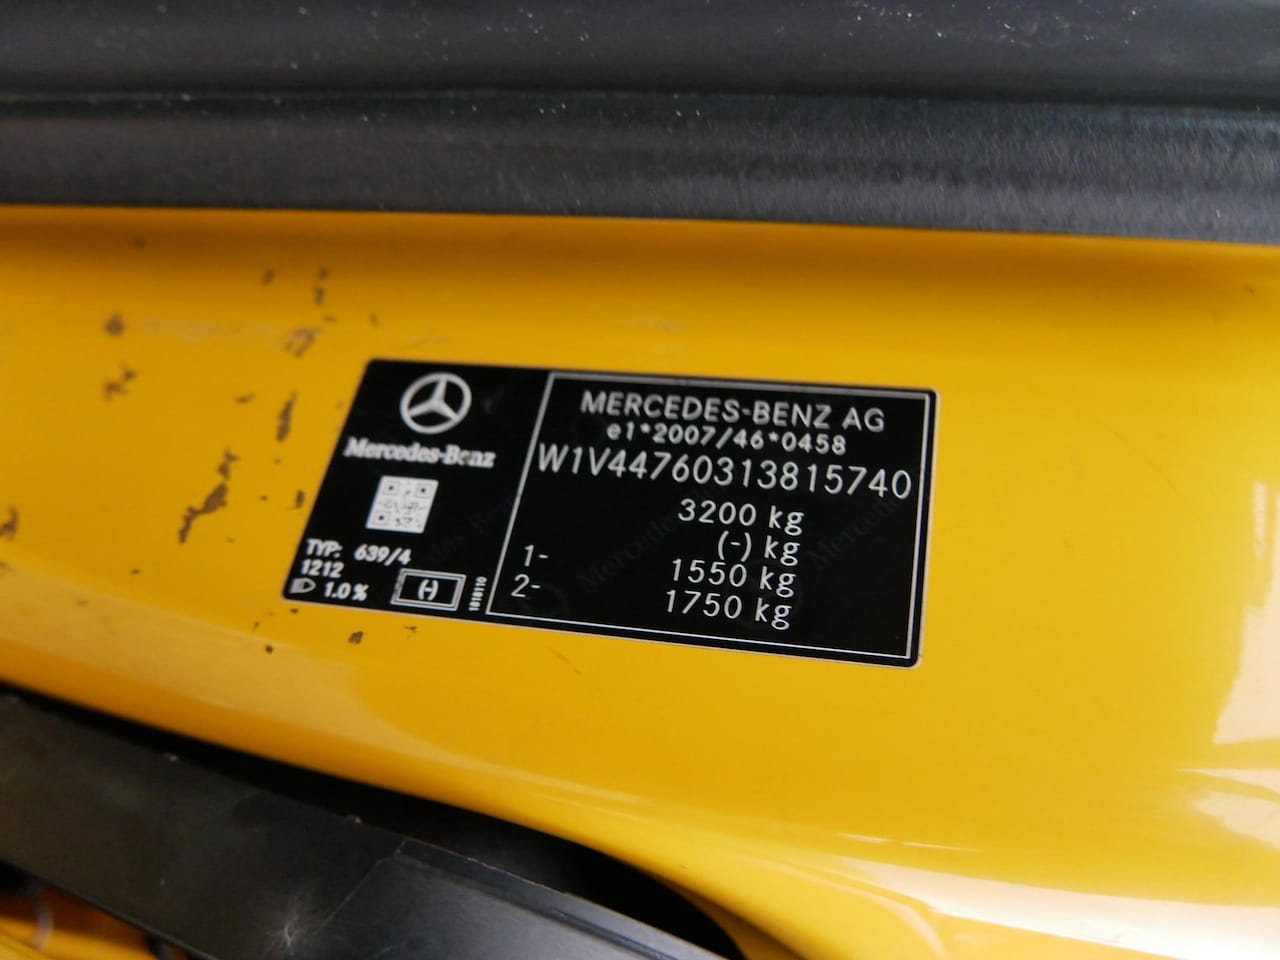 Mercedes-Benz
TYP: 639/4
1212
1.0 %
(-)
1818110
MERCEDES-BENZ AG
e1*2007/46*0458
W1V44760313815740
3200 kg
(-) kg
1- 1550 kg
2- 1750 kg